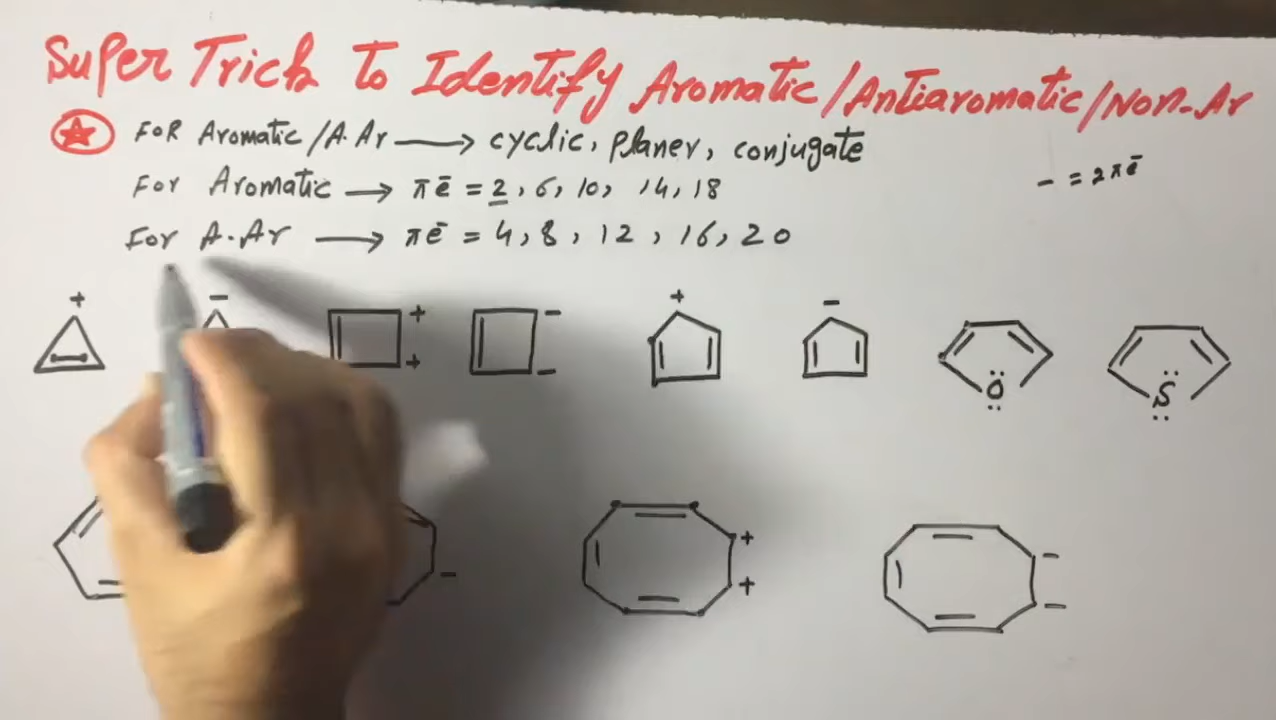 Super Trick to Identify Aromatic/Antiaromatic/Non-Ar
FOR Aromatic/A.Ar ⟶ cyclic, planer, conjugate
For Aromatic ⟶ πē = 2, 6, 10, 14, 18
- = 2πē
For A.Ar ⟶ πē = 4, 8, 12, 16, 20
+ - + - + -
+ -
O S
- + -
+ -